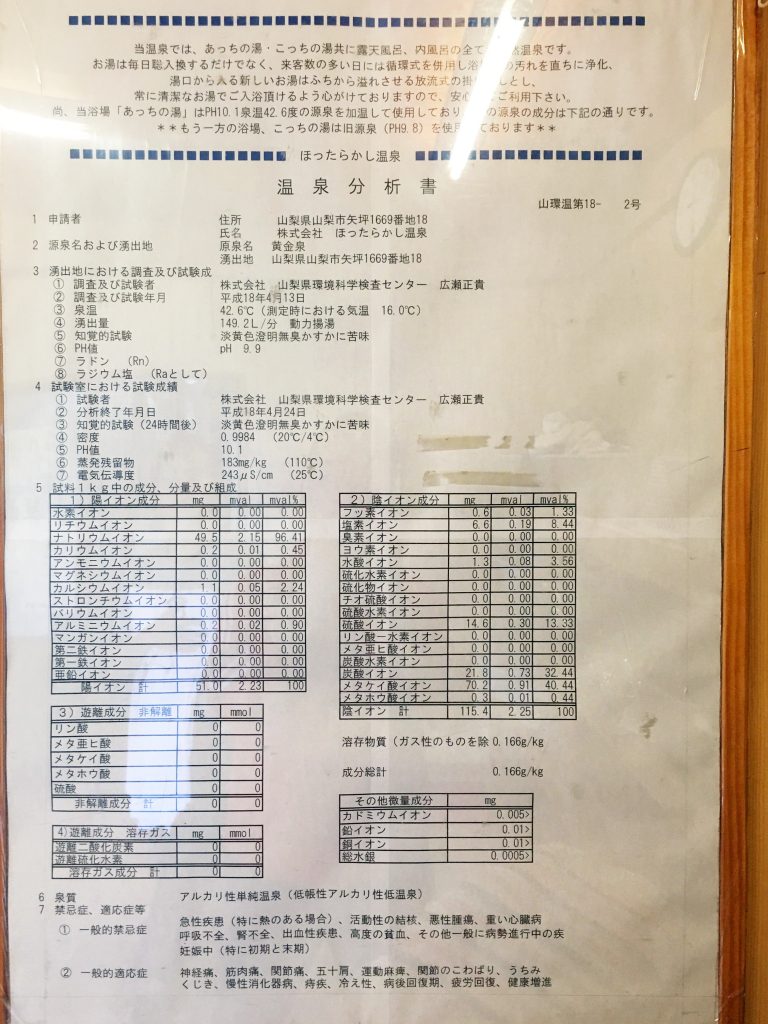 当温泉では、あっちの湯・こっちの湯共に露天風呂、内風呂の全て 然温泉です。
お湯は毎日総入換するだけでなく、来客数の多い日には循環式を併用し浴 の汚れを直ちに浄化、
湯口から入る新しいお湯はふちから溢れさせる放流式の掛 しとし、
常に清潔なお湯でご入浴頂けるよう心がけておりますので、安心 ご利用下さい。
尚、当浴場「あっちの湯」はPH10.1泉温42.6度の源泉を加温して使用しており の源泉の成分は下記の通りです。
**もう一方の浴場、こっちの湯は旧源泉（PH9.8）を使 ております**
ほったらかし温泉
温泉分析書
山環温第18- 2号
1 申請者 住所 山梨県山梨市矢坪1669番地18
氏名 株式会社 ほったらかし温泉
2 源泉名および湧出地 原泉名 黄金泉
湧出地 山梨県山梨市矢坪1669番地18
3 湧出地における調査及び試験成
① 調査及び試験者 株式会社 山梨県環境科学検査センター 広瀬正貴
② 調査及び試験年月 平成18年4月13日
③ 泉温 42.6℃（測定時における気温 16.0℃）
④ 湧出量 149.2L/分 動力揚湯
⑤ 知覚的試験 淡黄色澄明無臭かすかに苦味
⑥ PH値 pH 9.9
⑦ ラドン （Rn）
⑧ ラジウム塩 （Raとして）
4 試験室における試験成績
① 試験者 株式会社 山梨県環境科学検査センター 広瀬正貴
② 分析終了年月日 平成18年4月24日
③ 知覚的試験（24時間後） 淡黄色澄明無臭かすかに苦味
④ 密度 0.9984 （20℃/4℃）
⑤ PH値 10.1
⑥ 蒸発残留物 183mg/kg （110℃）
⑦ 電気伝導度 243μS/cm （25℃）
5 試料1kg中の成分、分量及び組成
1）陽イオン成分 mg mval mval%
水素イオン 0.0 0.00 0.00
リチウムイオン 0.0 0.00 0.00
ナトリウムイオン 49.5 2.15 96.41
カリウムイオン 0.2 0.01 0.45
アンモニウムイオン 0.0 0.00 0.00
マグネシウムイオン 0.0 0.00 0.00
カルシウムイオン 1.1 0.05 2.24
ストロンチウムイオン 0.0 0.00 0.00
バリウムイオン 0.0 0.00 0.00
アルミニウムイオン 0.2 0.02 0.90
マンガンイオン 0.0 0.00 0.00
第二鉄イオン 0.0 0.00 0.00
第一鉄イオン 0.0 0.00 0.00
亜鉛イオン 0.0 0.00 0.00
陽イオン 計 51.0 2.23 100
2）陰イオン成分 mg mval mval%
フッ素イオン 0.6 0.03 1.33
塩素イオン 6.6 0.19 8.44
臭素イオン 0.0 0.00 0.00
ヨウ素イオン 0.0 0.00 0.00
水酸イオン 1.3 0.08 3.56
硫化水素イオン 0.0 0.00 0.00
硫化物イオン 0.0 0.00 0.00
チオ硫酸イオン 0.0 0.00 0.00
硫酸水素イオン 0.0 0.00 0.00
硫酸イオン 14.6 0.30 13.33
リン酸一水素イオン 0.0 0.00 0.00
メタ亜ヒ酸イオン 0.0 0.00 0.00
炭酸水素イオン 0.0 0.00 0.00
炭酸イオン 21.8 0.73 32.44
メタケイ酸イオン 70.2 0.91 40.44
メタホウ酸イオン 0.3 0.01 0.44
陰イオン 計 115.4 2.25 100
3）遊離成分 非解離 mg mmol
リン酸 0 0
メタ亜ヒ酸 0 0
メタケイ酸 0 0
メタホウ酸 0 0
硫酸 0 0
非解離成分 計 0 0
溶存物質（ガス性のものを除 0.166g/kg
成分総計 0.166g/kg
その他微量成分 mg
カドミウムイオン 0.005>
鉛イオン 0.01>
銅イオン 0.01>
総水銀 0.0005>
4）遊離成分 溶存ガス mg mmol
遊離二酸化炭素 0 0
遊離硫化水素 0 0
溶存ガス成分 計 0 0
6 泉質 アルカリ性単純温泉（低帳性アルカリ性低温泉）
7 禁忌症、適応症等
① 一般的禁忌症 急性疾患（特に熱のある場合）、活動性の結核、悪性腫瘍、重い心臓病
呼吸不全、腎不全、出血性疾患、高度の貧血、その他一般に病勢進行中の疾
妊娠中（特に初期と末期）
② 一般的適応症 神経痛、筋肉痛、関節痛、五十肩、運動麻痺、関節のこわばり、うちみ
くじき、慢性消化器病、痔疾、冷え性、病後回復期、疲労回復、健康増進